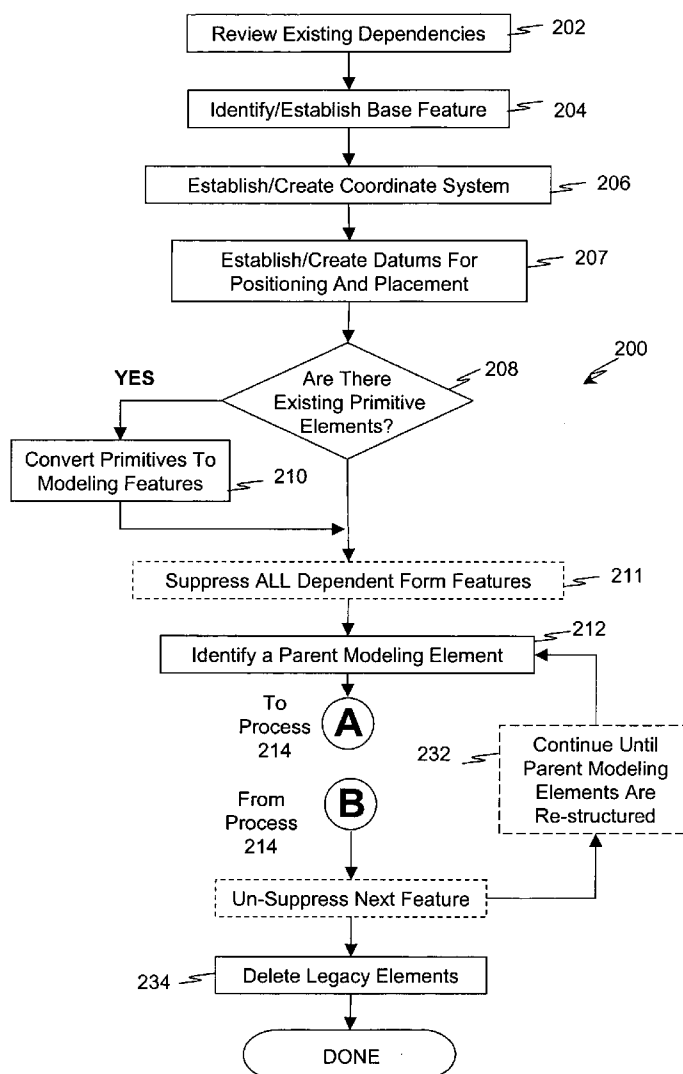 Review Existing Dependencies
202
Identify/Establish Base Feature
204
Establish/Create Coordinate System
206
Establish/Create Datums For
Positioning And Placement
207
200
YES
Are There
Existing Primitive
Elements?
208
Convert Primitives To
Modeling Features
210
Suppress ALL Dependent Form Features
211
212
Identify a Parent Modeling Element
To
Process
214
A
232
Continue Until
Parent Modeling
Elements Are
Re-structured
From
Process
214
B
Un-Suppress Next Feature
234
Delete Legacy Elements
DONE